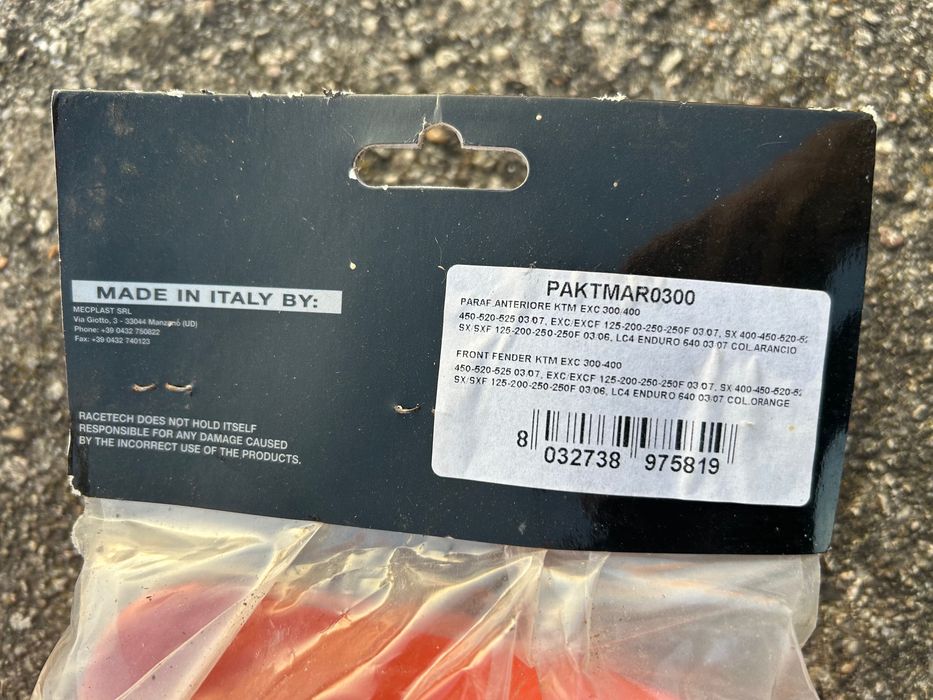 MADE IN ITALY BY:
MECPLAST SRL
Via Giotto, 3 - 33044 Manzano (UD)
Phone: +39 0432 750822
Fax: +39 0432 740123
RACETECH DOES NOT HOLD ITSELF
RESPONSIBLE FOR ANY DAMAGE CAUSED
BY THE INCORRECT USE OF THE PRODUCTS.
PAKTMAR0300
PARAF.ANTERIORE KTM EXC 300-400
450-520-525 03/07, EXC/EXCF 125-200-250-250F 03/07, SX 400-450-520-52
SX/SXF 125-200-250-250F 03/06, LC4 ENDURO 640 03/07 COL.ARANCIO
FRONT FENDER KTM EXC 300-400
450-520-525 03/07, EXC/EXCF 125-200-250-250F 03/07, SX 400-450-520-52
SX/SXF 125-200-250-250F 03/06, LC4 ENDURO 640 03/07 COL.ORANGE
8 032738 975819